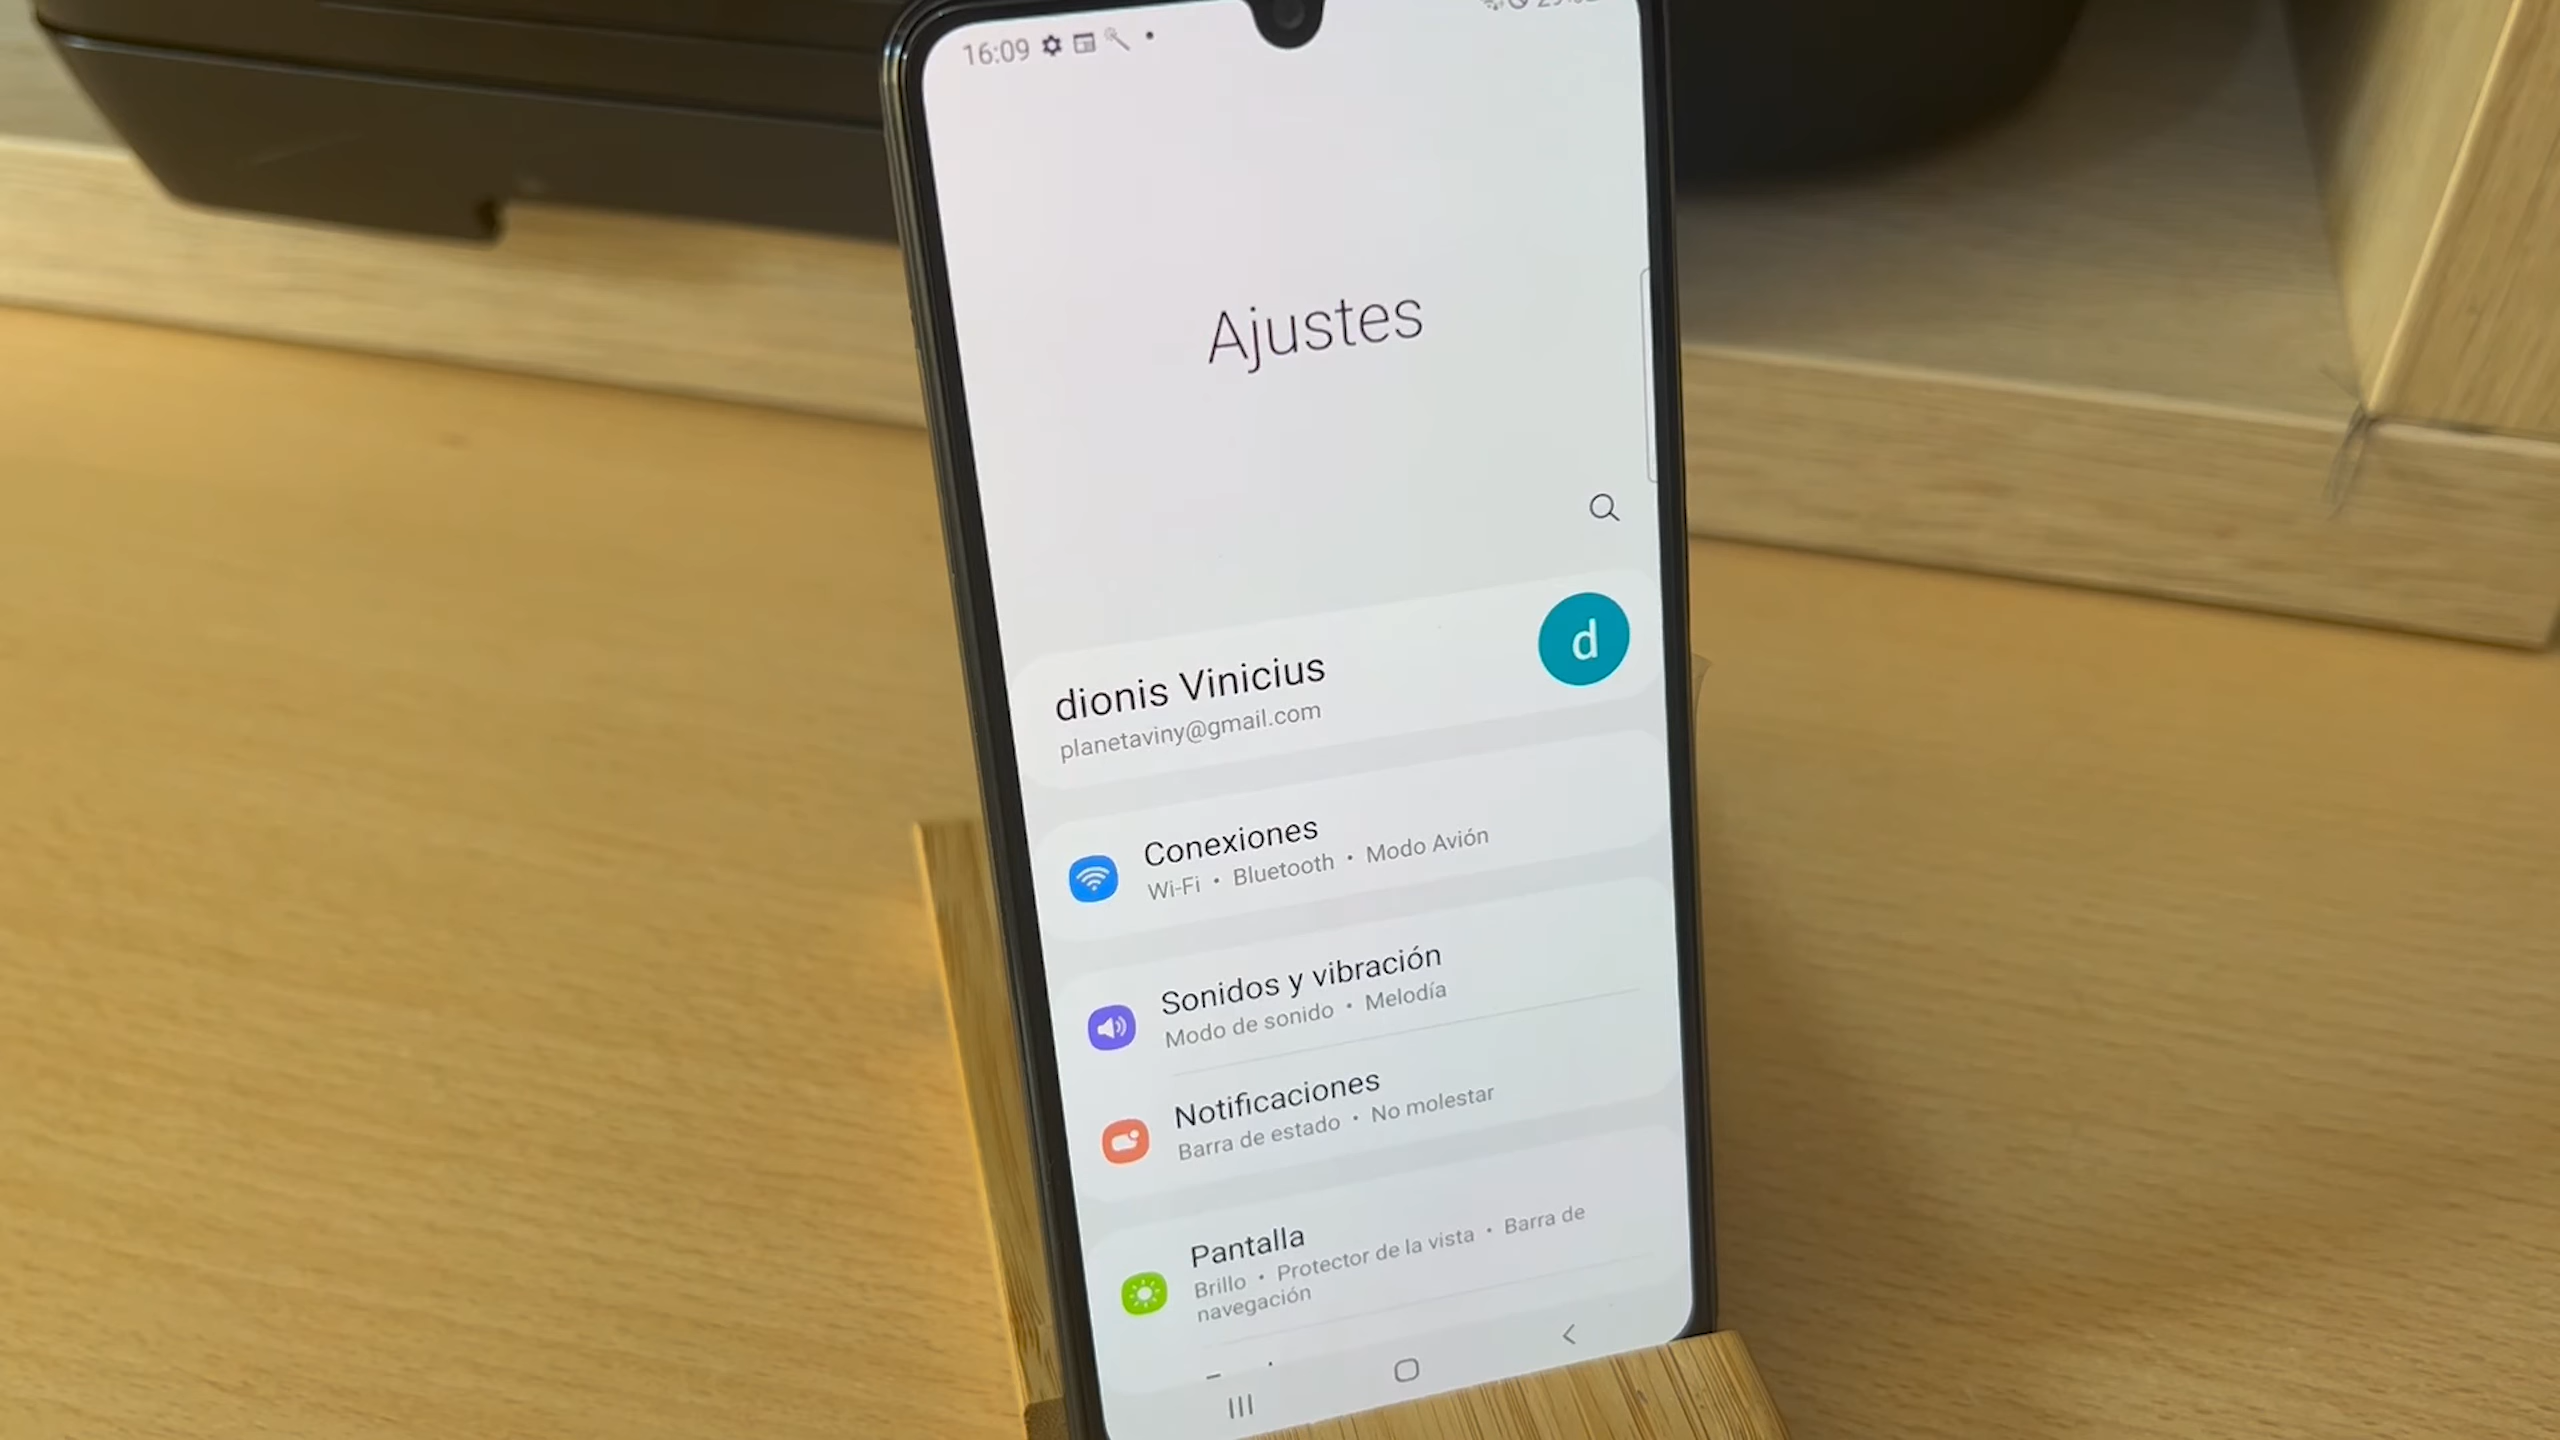 16:09
Ajustes
dionis Vinicius
d
planetaviny@gmail.com
Conexiones
Wi-Fi • Bluetooth • Modo Avión
Sonidos y vibración
Modo de sonido • Melodía
Notificaciones
Barra de estado • No molestar
Pantalla
Brillo • Protector de la vista • Barra de
navegación